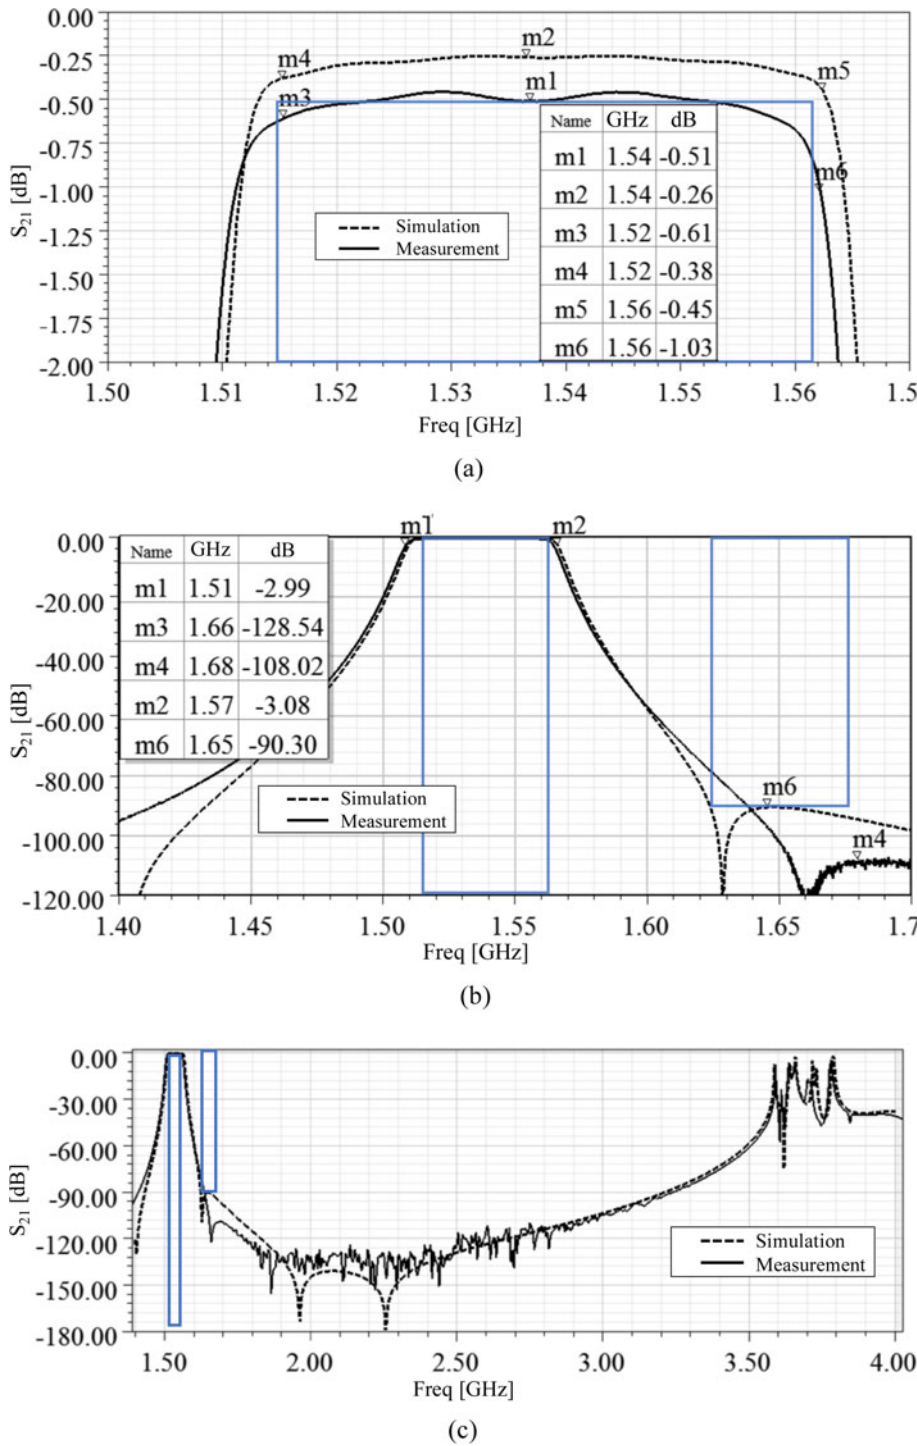 0.00
m4
m2
-0.25
m5
m3
m1
-0.50
Name GHz dB
m1 1.54 -0.51
-0.75
m2 1.54 -0.26
m6
-1.00
Simulation
m3 1.52 -0.61
Measurement
-1.25
m4 1.52 -0.38
-1.50
m5 1.56 -0.45
-1.75
m6 1.56 -1.03
-2.00
S21 [dB]
1.50 1.51 1.52 1.53 1.54 1.55 1.56 1.5
Freq [GHz]
(a)
m1 m2
0.00
Name GHz dB
m1 1.51 -2.99
-20.00
m3 1.66 -128.54
-40.00
m4 1.68 -108.02
m2 1.57 -3.08
-60.00
m6 1.65 -90.30
-80.00
m6
Simulation
Measurement
m4
-100.00
-120.00
S21 [dB]
1.40 1.45 1.50 1.55 1.60 1.65 1.7
Freq [GHz]
(b)
0.00
-30.00
-60.00
-90.00
-120.00
Simulation
Measurement
-150.00
-180.00
S21 [dB]
1.50 2.00 2.50 3.00 3.50 4.00
Freq [GHz]
(c)